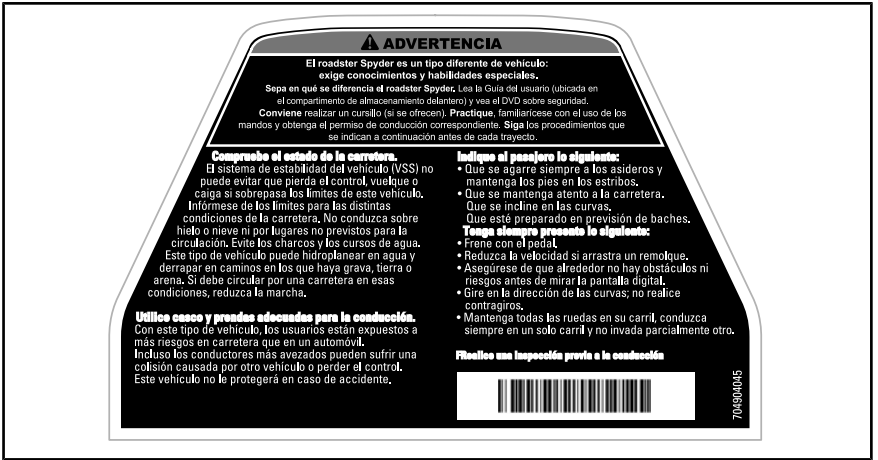 ADVERTENCIA
El roadster Spyder es un tipo diferente de vehículo:
exige conocimientos y habilidades especiales.
Sepa en qué se diferencia el roadster Spyder. Lea la Guía del usuario (ubicada en
el compartimento de almacenamiento delantero) y vea el DVD sobre seguridad.
Conviene realizar un cursillo (si se ofrecen). Practique, familiarícese con el uso de los
mandos y obtenga el permiso de conducción correspondiente. Siga los procedimientos que
se indican a continuación antes de cada trayecto.
Compruebe el estado de la carretera.
El sistema de estabilidad del vehículo (VSS) no
puede evitar que pierda el control, vuelque o
caiga si sobrepasa los límites de este vehículo.
Infórmese de los límites para las distintas
condiciones de la carretera. No conduzca sobre
hielo o nieve ni por lugares no previstos para la
circulación. Evite los charcos y los cursos de agua.
Este tipo de vehículo puede hidroplanear en agua y
derrapar en caminos en los que haya grava, tierra o
arena. Si debe circular por una carretera en esas
condiciones, reduzca la marcha.
Utilice casco y prendas adecuadas para la conducción.
Con este tipo de vehículo, los usuarios están expuestos a
más riesgos en carretera que en un automóvil.
Incluso los conductores más avezados pueden sufrir una
colisión causada por otro vehículo o perder el control.
Este vehículo no le protegerá en caso de accidente.
Indique al pasajero lo siguiente:
• Que se agarre siempre a los asideros y
mantenga los pies en los estribos.
• Que se mantenga atento a la carretera.
Que se incline en las curvas.
Que esté preparado en previsión de baches.
Tenga siempre presente lo siguiente:
• Frene con el pedal.
• Reduzca la velocidad si arrastra un remolque.
• Asegúrese de que alrededor no hay obstáculos ni
riesgos antes de mirar la pantalla digital.
• Gire en la dirección de las curvas; no realice
contragiros.
• Mantenga todas las ruedas en su carril, conduzca
siempre en un solo carril y no invada parcialmente otro.
FRealice una inspección previa a la conducción
704904045